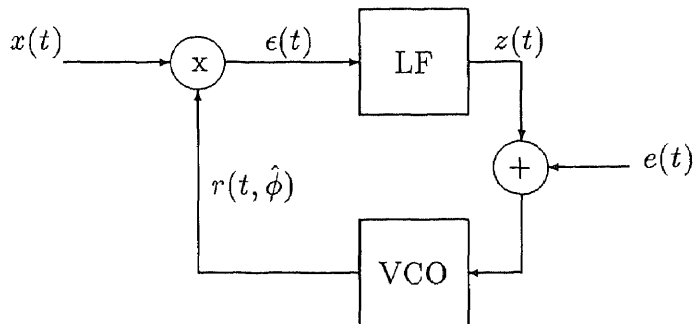 x(t)
x
ϵ(t)
LF
z(t)
+
e(t)
r(t, ϕ̂)
VCO